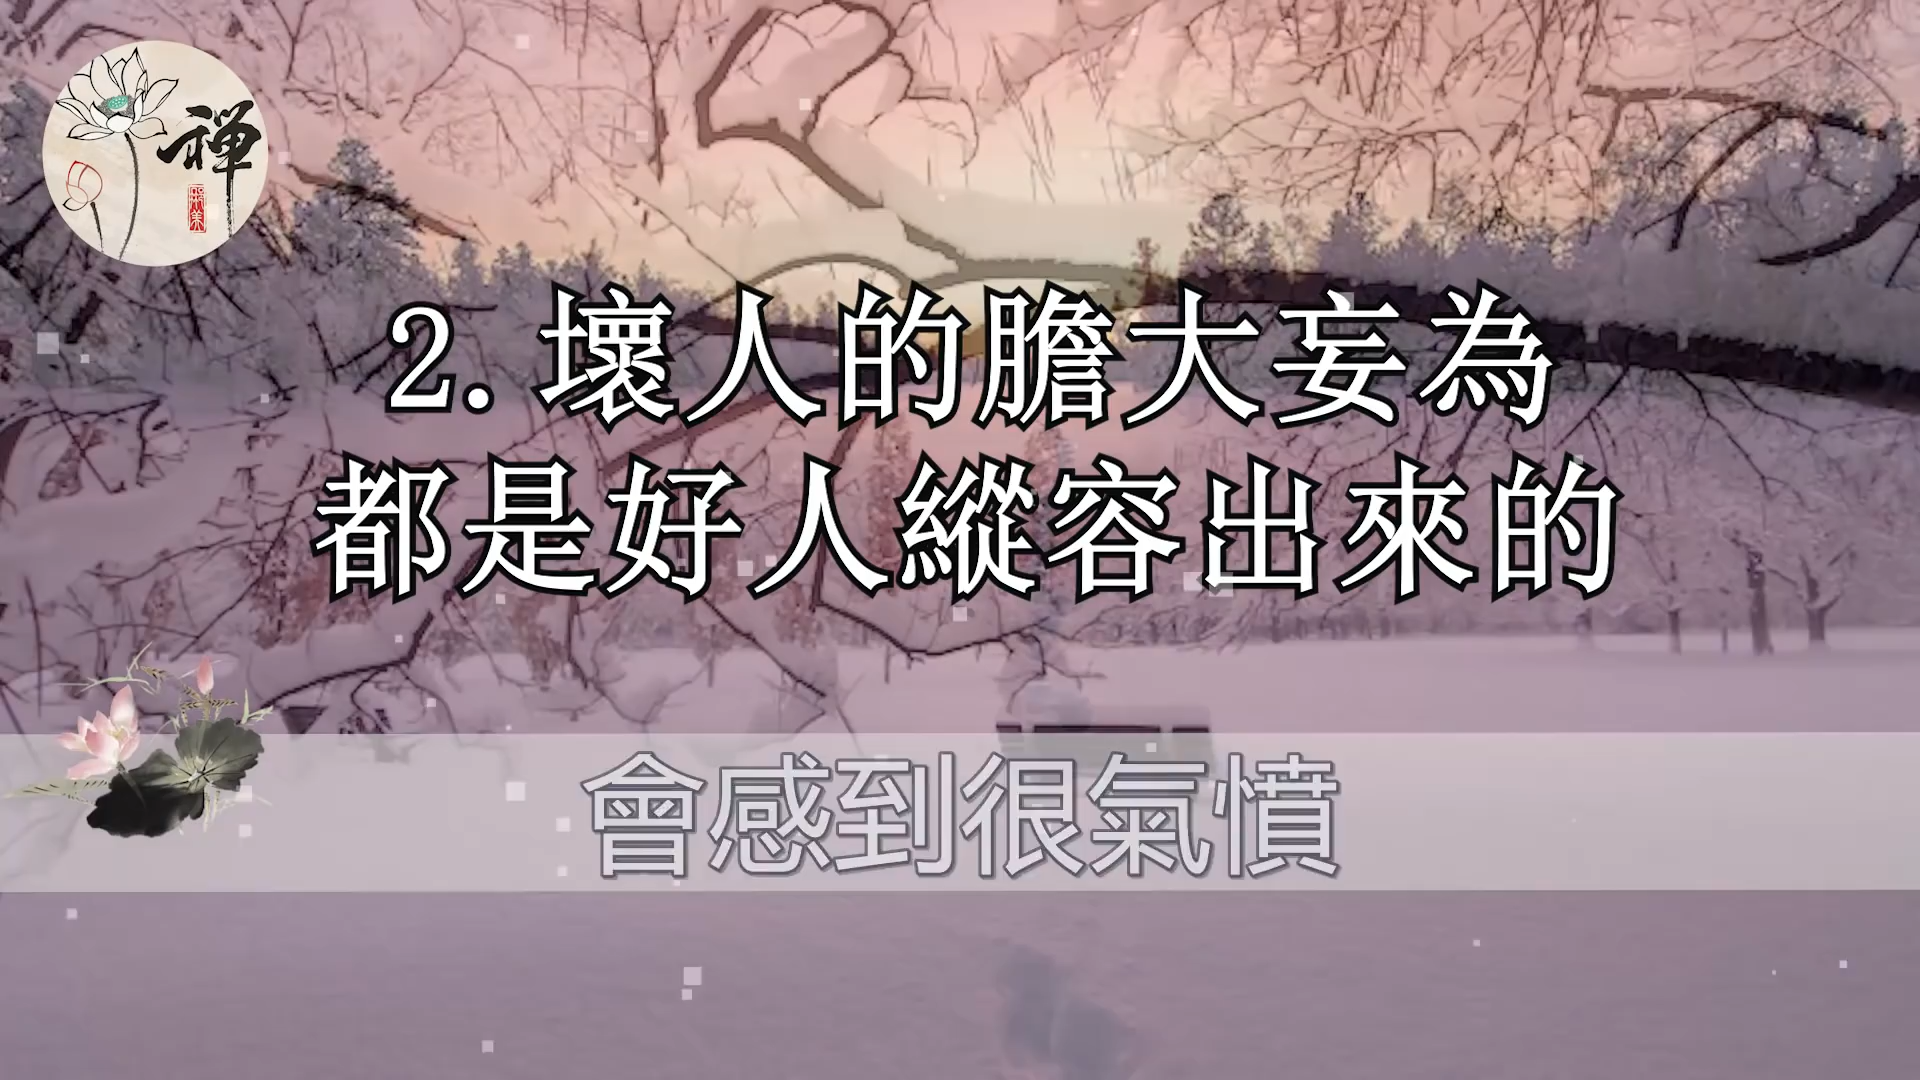 禅
2.壞人的膽大妄為
都是好人縱容出來的
會感到很氣憤